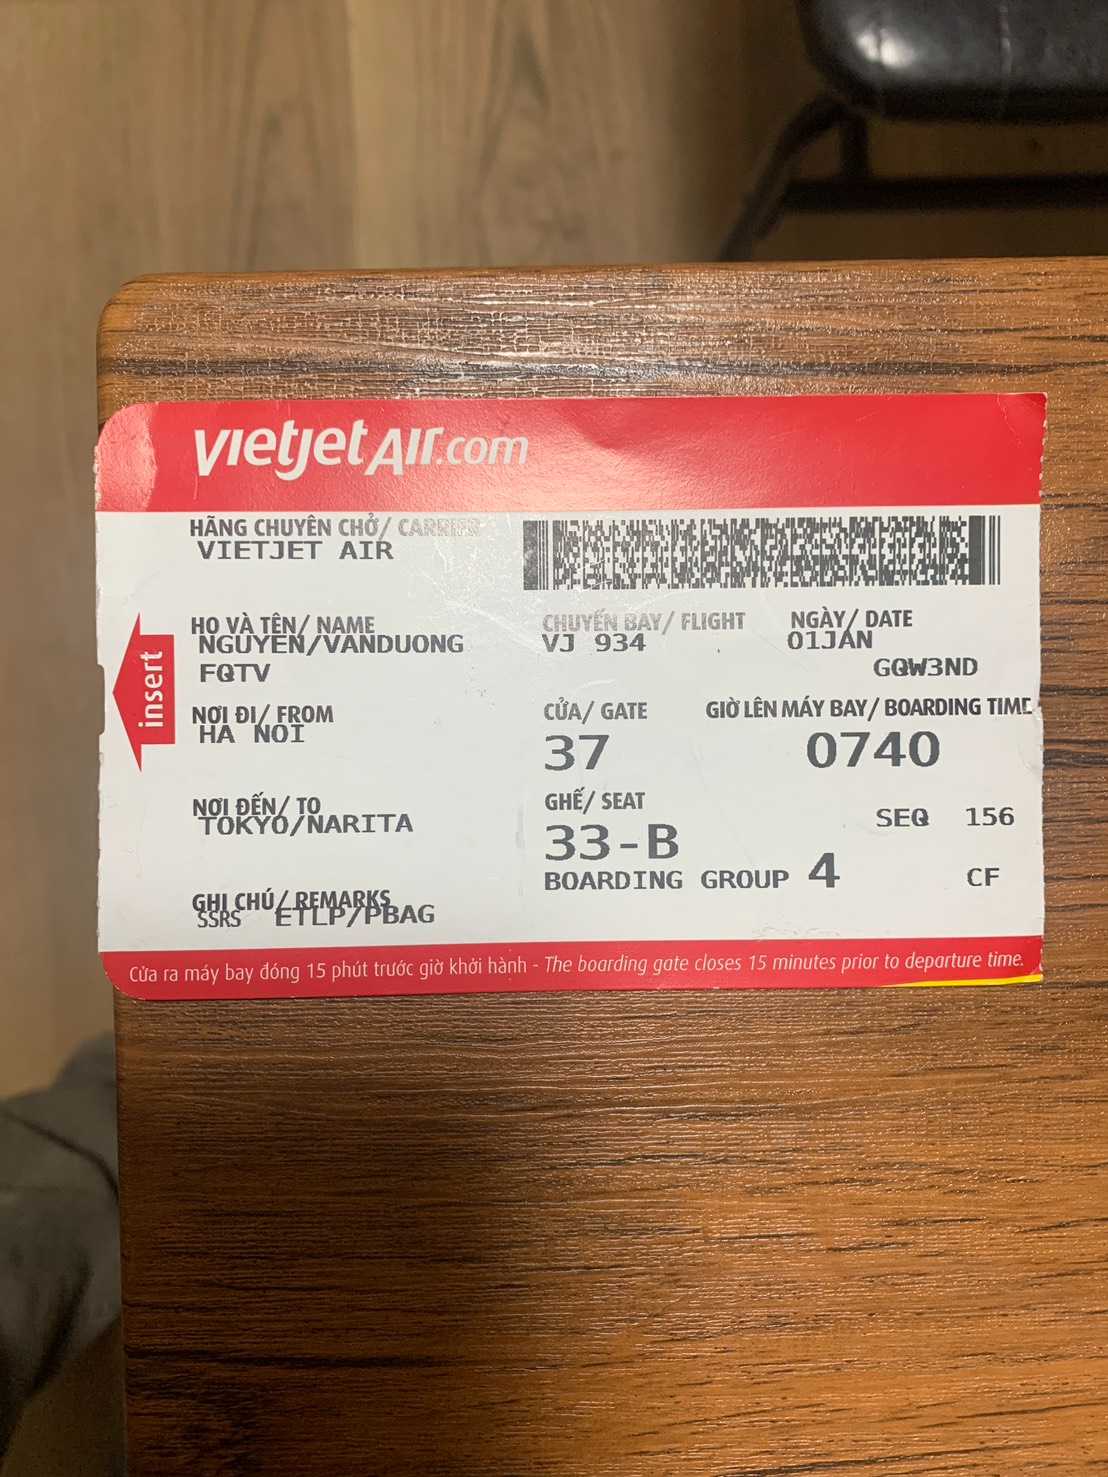 vietjetAir.com
HÃNG CHUYÊN CHỞ/ CARRIER
VIETJET AIR
HỌ VÀ TÊN/ NAME
NGUYEN/VANDUONG
FQTV
CHUYẾN BAY/ FLIGHT
VJ 934
NGÀY/ DATE
01JAN
GQW3ND
insert
NƠI ĐI/ FROM
HA NOI
CỬA/ GATE
37
GIỜ LÊN MÁY BAY/ BOARDING TIME
0740
NƠI ĐẾN/ TO
TOKYO/NARITA
GHẾ/ SEAT
33-B
SEQ 156
BOARDING GROUP 4
CF
GHI CHÚ/ REMARKS
SSRS ETLP/PBAG
Cửa ra máy bay đóng 15 phút trước giờ khởi hành - The boarding gate closes 15 minutes prior to departure time.